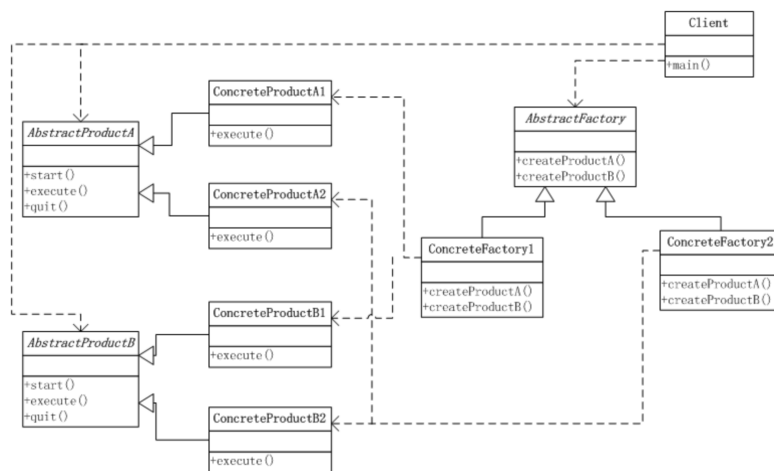 Client
+main()
ConcreteProductA1
+execute()
AbstractProductA
+start()
+execute()
+quit()
ConcreteProductA2
+execute()
AbstractFactory
+createProductA()
+createProductB()
ConcreteFactory1
+createProductA()
+createProductB()
ConcreteFactory2
+createProductA()
+createProductB()
ConcreteProductB1
+execute()
AbstractProductB
+start()
+execute()
+quit()
ConcreteProductB2
+execute()